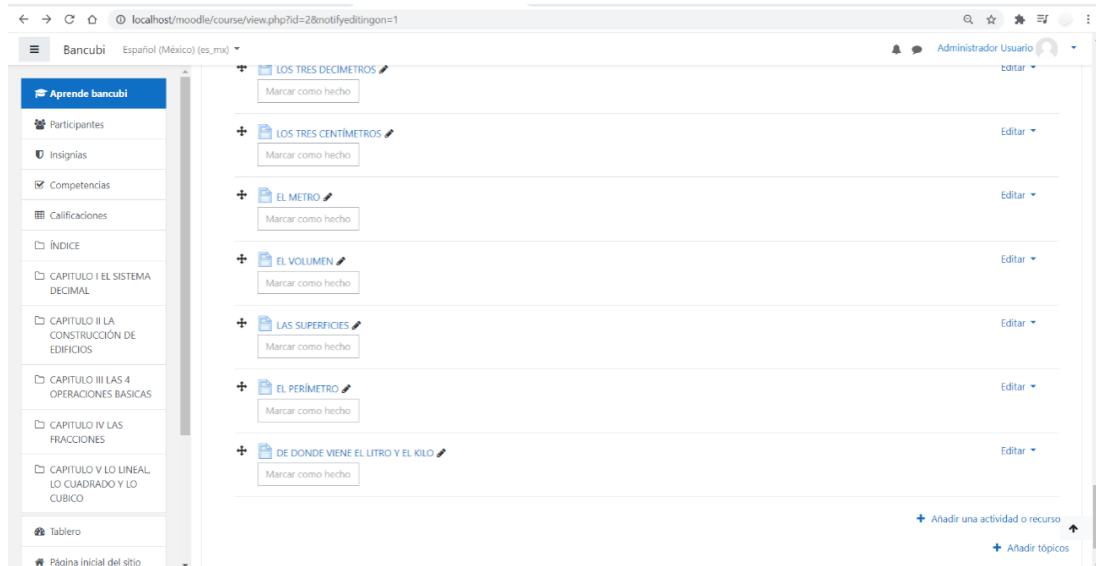 localhost/moodle/course/view.php?id=2&notifyeditingon=1
Bancubi Español (México) (es_mx)
Administrador Usuario
Aprende bancubi
Participantes
Insignias
Competencias
Calificaciones
ÍNDICE
CAPITULO I EL SISTEMA
DECIMAL
CAPITULO II LA
CONSTRUCCIÓN DE
EDIFICIOS
CAPITULO III LAS 4
OPERACIONES BASICAS
CAPITULO IV LAS
FRACCIONES
CAPITULO V LO LINEAL,
LO CUADRADO Y LO
CUBICO
Tablero
Página inicial del sitio
LOS TRES DECÍMETROS Editar
Marcar como hecho
LOS TRES CENTÍMETROS Editar
Marcar como hecho
EL METRO Editar
Marcar como hecho
EL VOLUMEN Editar
Marcar como hecho
LAS SUPERFICIES Editar
Marcar como hecho
EL PERÍMETRO Editar
Marcar como hecho
DE DONDE VIENE EL LITRO Y EL KILO Editar
Marcar como hecho
Añadir una actividad o recurso
Añadir tópicos